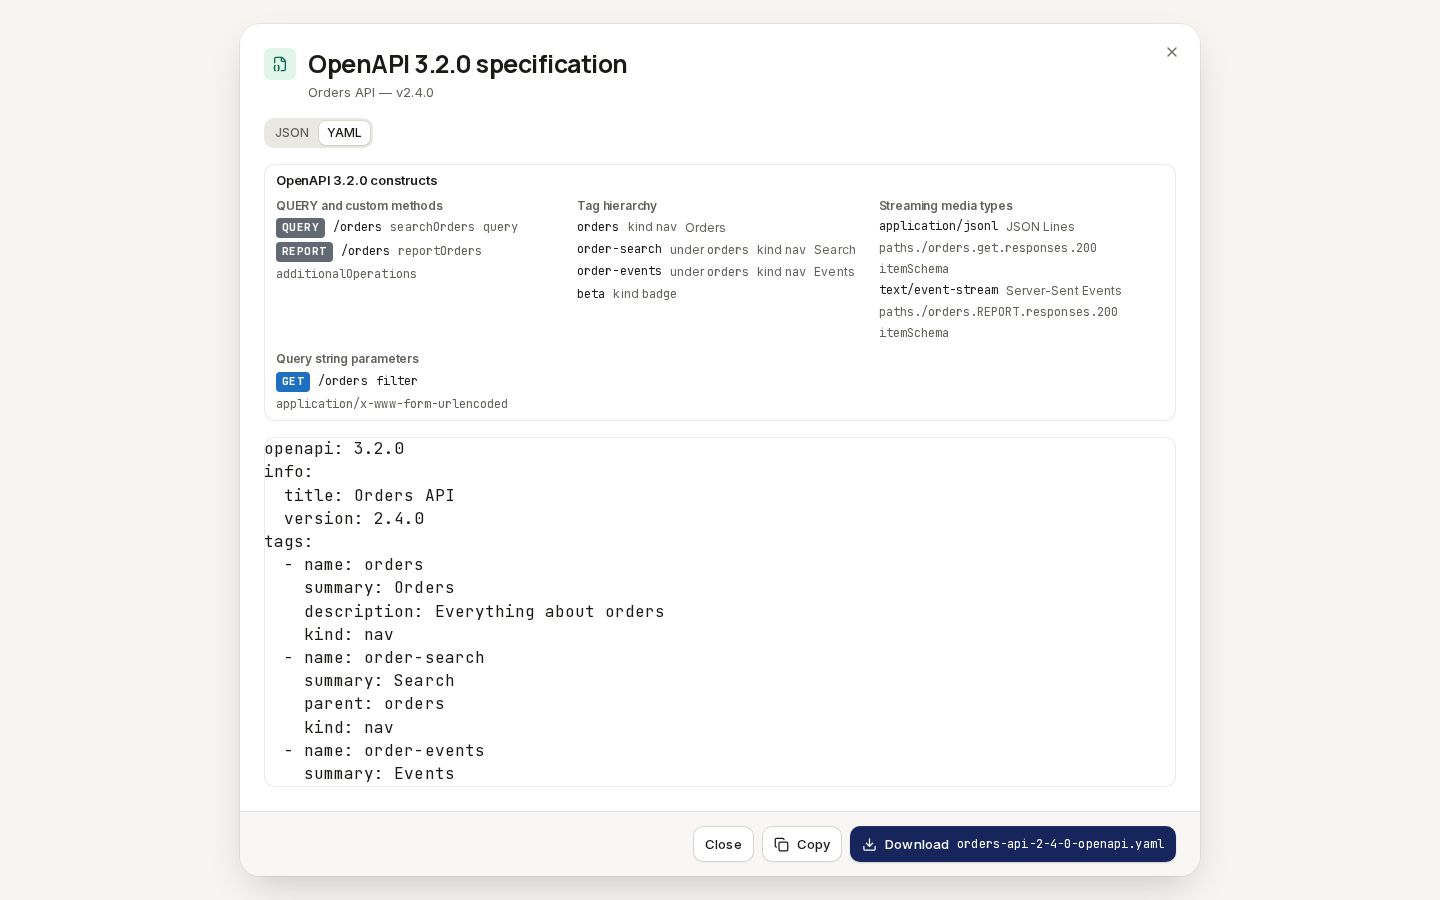 OpenAPI 3.2.0 specification
Orders API — v2.4.0
JSON YAML
OpenAPI 3.2.0 constructs
QUERY and custom methods
QUERY /orders searchOrders query
REPORT /orders reportOrders
additionalOperations
Tag hierarchy
orders kind nav Orders
order-search under orders kind nav Search
order-events under orders kind nav Events
beta kind badge
Streaming media types
application/jsonl JSON Lines
paths./orders.get.responses.200
itemSchema
text/event-stream Server-Sent Events
paths./orders.REPORT.responses.200
itemSchema
Query string parameters
GET /orders filter
application/x-www-form-urlencoded
openapi: 3.2.0
info:
  title: Orders API
  version: 2.4.0
tags:
  - name: orders
    summary: Orders
    description: Everything about orders
    kind: nav
  - name: order-search
    summary: Search
    parent: orders
    kind: nav
  - name: order-events
    summary: Events
Close Copy Download orders-api-2-4-0-openapi.yaml